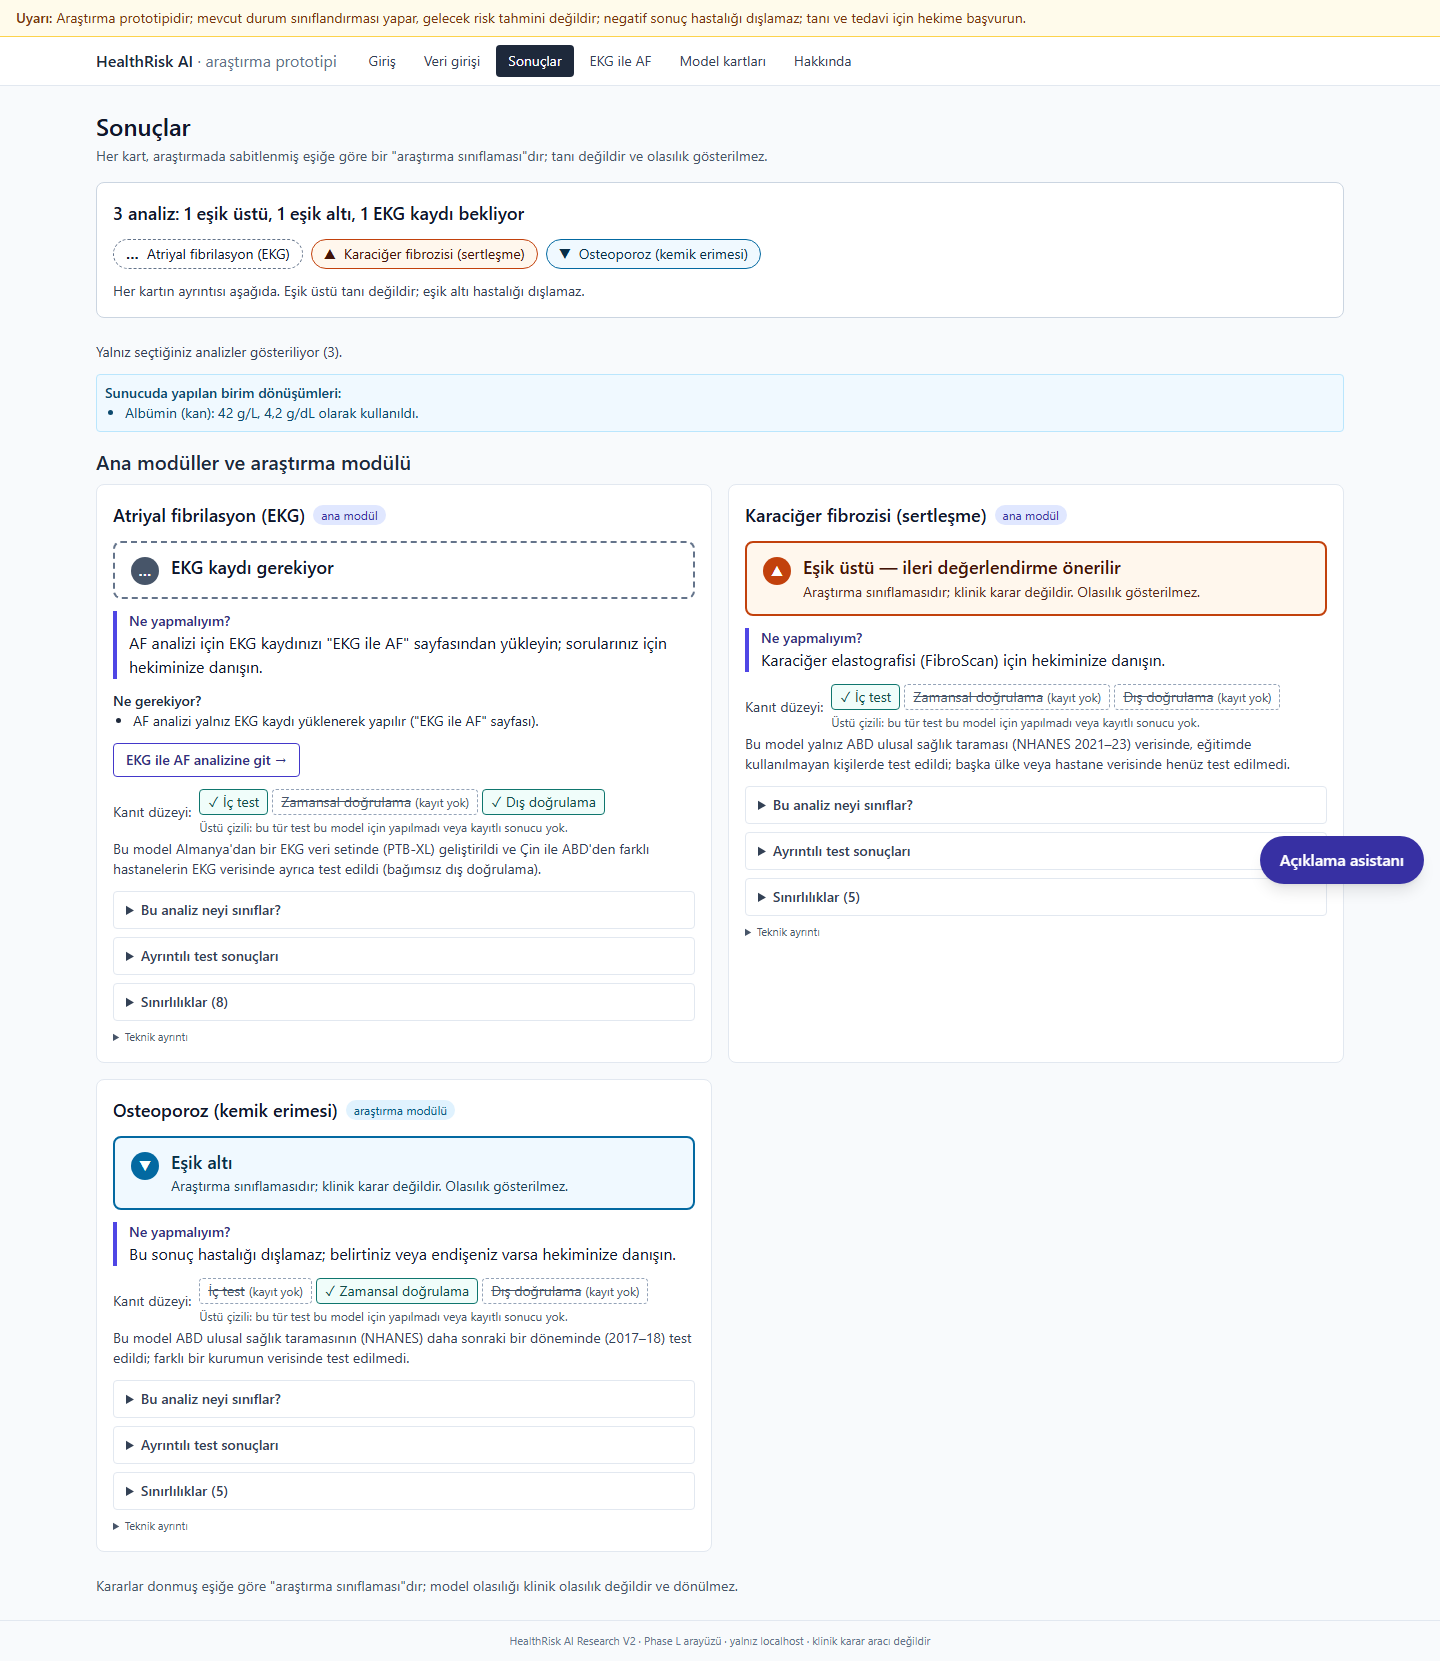 Uyarı: Araştırma prototipidir; mevcut durum sınıflandırması yapar, gelecek risk tahmini değildir; negatif sonuç hastalığı dışlamaz; tanı ve tedavi için hekime başvurun.
HealthRisk AI · araştırma prototipi
Giriş
Veri girişi
Sonuçlar
EKG ile AF
Model kartları
Hakkında
Sonuçlar
Her kart, araştırmada sabitlenmiş eşiğe göre bir "araştırma sınıflaması"dır; tanı değildir ve olasılık gösterilmez.
3 analiz: 1 eşik üstü, 1 eşik altı, 1 EKG kaydı bekliyor
… Atriyal fibrilasyon (EKG)
▲ Karaciğer fibrozisi (sertleşme)
▼ Osteoporoz (kemik erimesi)
Her kartın ayrıntısı aşağıda. Eşik üstü tanı değildir; eşik altı hastalığı dışlamaz.
Yalnız seçtiğiniz analizler gösteriliyor (3).
Sunucuda yapılan birim dönüşümleri:
• Albümin (kan): 42 g/L, 4,2 g/dL olarak kullanıldı.
Ana modüller ve araştırma modülü
Atriyal fibrilasyon (EKG) ana modül
… EKG kaydı gerekiyor
Ne yapmalıyım?
AF analizi için EKG kaydınızı "EKG ile AF" sayfasından yükleyin; sorularınız için
hekiminize danışın.
Ne gerekiyor?
• AF analizi yalnız EKG kaydı yüklenerek yapılır ("EKG ile AF" sayfası).
EKG ile AF analizine git →
Kanıt düzeyi: ✓ İç test Zamansal doğrulama (kayıt yok) ✓ Dış doğrulama
Üstü çizili: bu tür test bu model için yapılmadı veya kayıtlı sonucu yok.
Bu model Almanya'dan bir EKG veri setinde (PTB-XL) geliştirildi ve Çin ile ABD'den farklı
hastanelerin EKG verisinde ayrıca test edildi (bağımsız dış doğrulama).
▶ Bu analiz neyi sınıflar?
▶ Ayrıntılı test sonuçları
▶ Sınırlılıklar (8)
▶ Teknik ayrıntı
Karaciğer fibrozisi (sertleşme) ana modül
▲ Eşik üstü — ileri değerlendirme önerilir
Araştırma sınıflamasıdır; klinik karar değildir. Olasılık gösterilmez.
Ne yapmalıyım?
Karaciğer elastografisi (FibroScan) için hekiminize danışın.
Kanıt düzeyi: ✓ İç test Zamansal doğrulama (kayıt yok) Dış doğrulama (kayıt yok)
Üstü çizili: bu tür test bu model için yapılmadı veya kayıtlı sonucu yok.
Bu model yalnız ABD ulusal sağlık taraması (NHANES 2021–23) verisinde, eğitimde
kullanılmayan kişilerde test edildi; başka ülke veya hastane verisinde henüz test edilmedi.
▶ Bu analiz neyi sınıflar?
▶ Ayrıntılı test sonuçları
▶ Sınırlılıklar (5)
▶ Teknik ayrıntı
Açıklama asistanı
Osteoporoz (kemik erimesi) araştırma modülü
▼ Eşik altı
Araştırma sınıflamasıdır; klinik karar değildir. Olasılık gösterilmez.
Ne yapmalıyım?
Bu sonuç hastalığı dışlamaz; belirtiniz veya endişeniz varsa hekiminize danışın.
Kanıt düzeyi: İç test (kayıt yok) ✓ Zamansal doğrulama Dış doğrulama (kayıt yok)
Üstü çizili: bu tür test bu model için yapılmadı veya kayıtlı sonucu yok.
Bu model ABD ulusal sağlık taramasının (NHANES) daha sonraki bir döneminde (2017–18) test
edildi; farklı bir kurumun verisinde test edilmedi.
▶ Bu analiz neyi sınıflar?
▶ Ayrıntılı test sonuçları
▶ Sınırlılıklar (5)
▶ Teknik ayrıntı
Kararlar donmuş eşiğe göre "araştırma sınıflaması"dır; model olasılığı klinik olasılık değildir ve dönülmez.
HealthRisk AI Research V2 · Phase L arayüzü · yalnız localhost · klinik karar aracı değildir